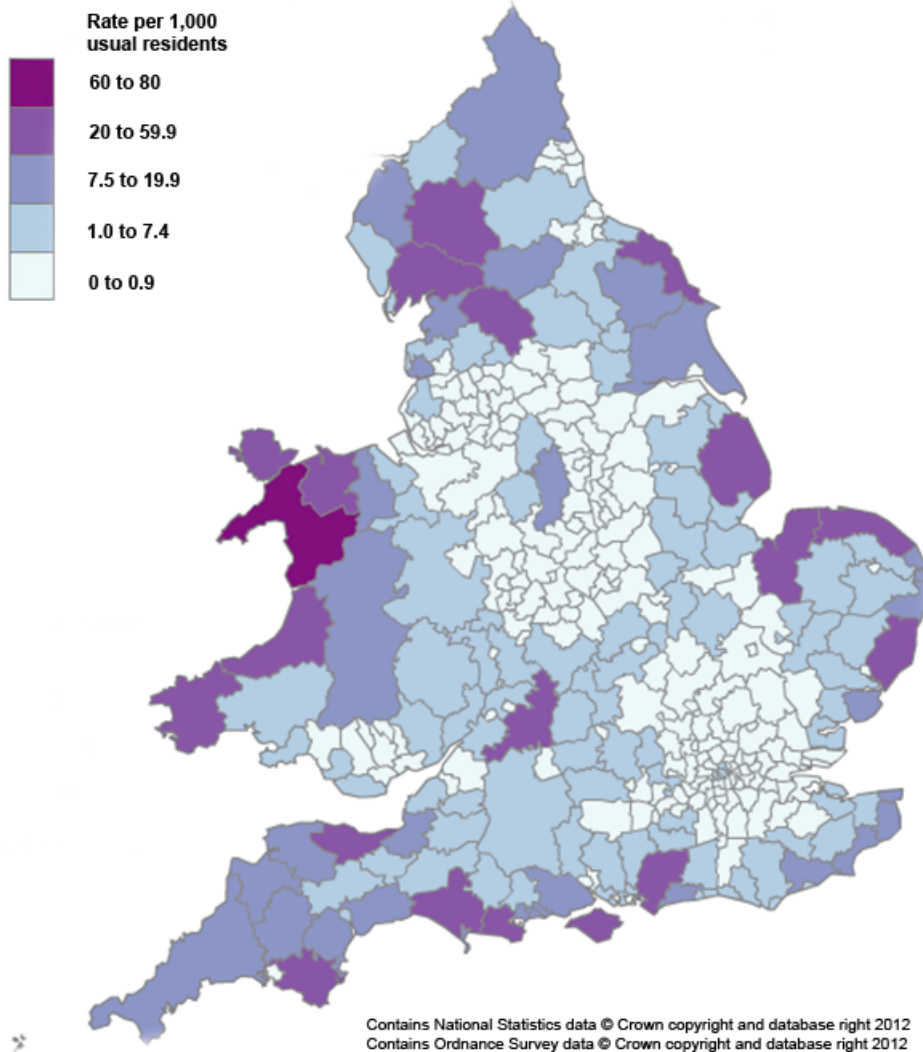 Rate per 1,000
usual residents
60 to 80
20 to 59.9
7.5 to 19.9
1.0 to 7.4
0 to 0.9
Contains National Statistics data © Crown copyright and database right 2012
Contains Ordnance Survey data © Crown copyright and database right 2012